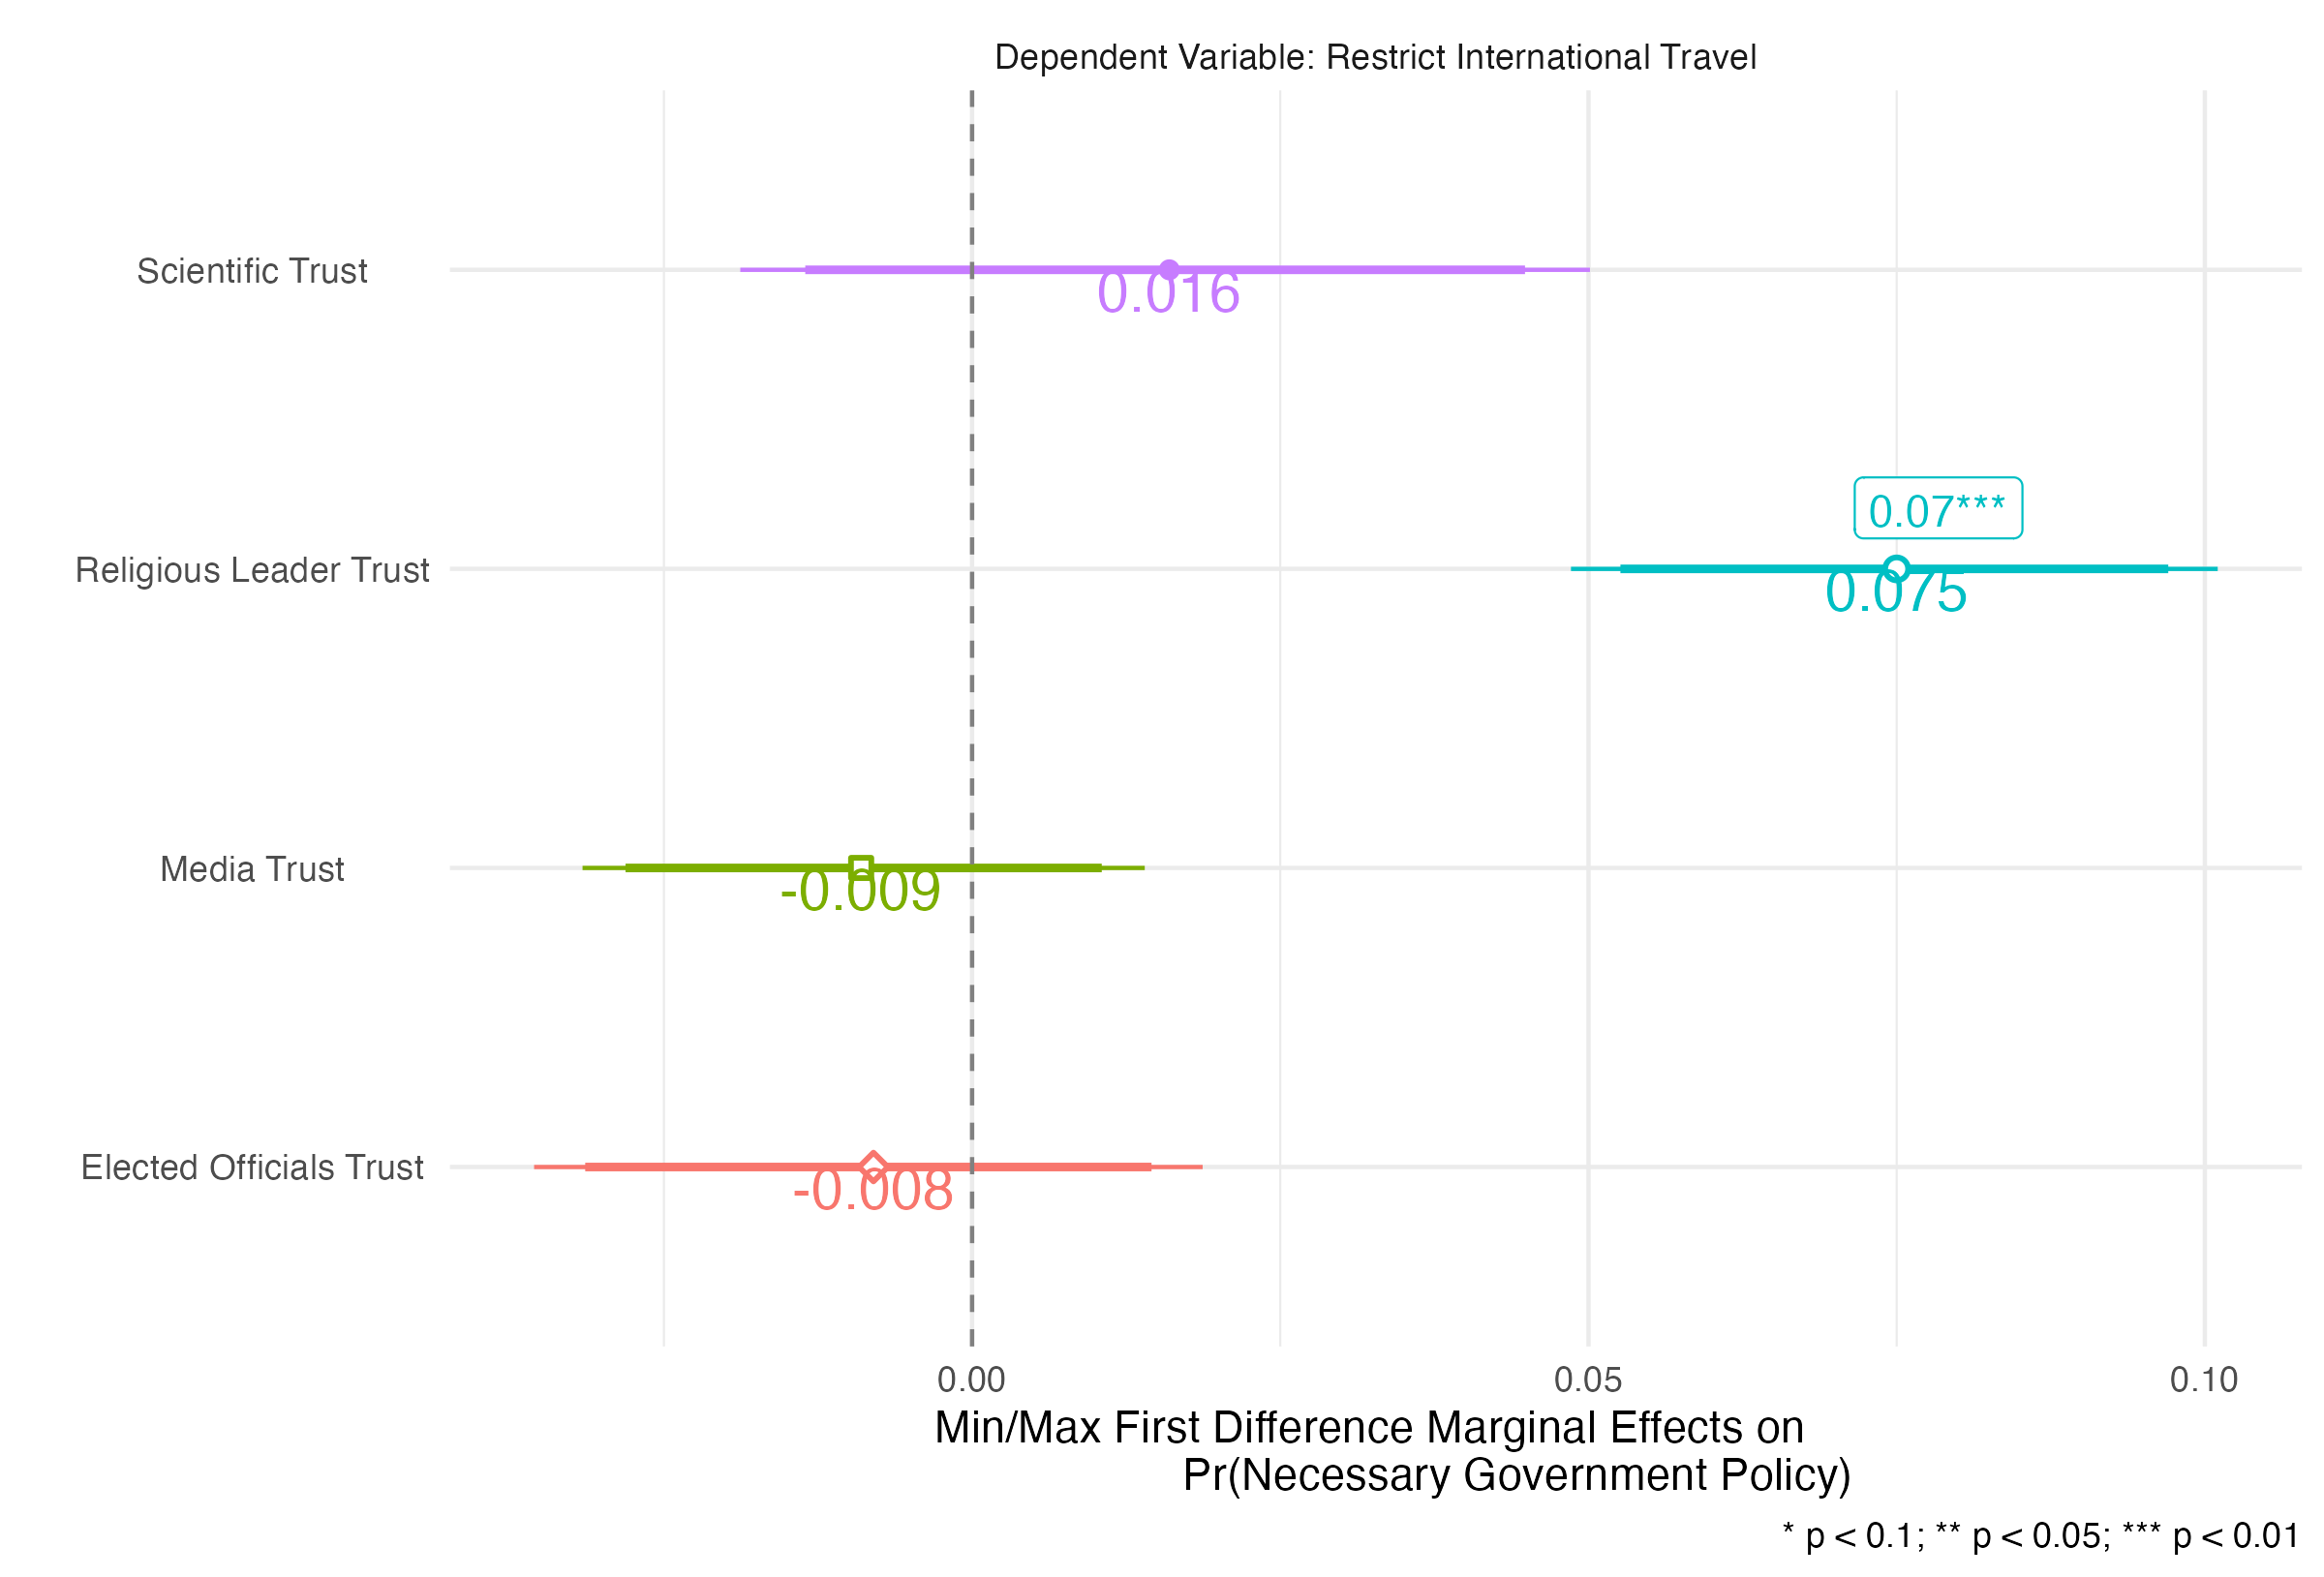 Dependent Variable: Restrict International Travel
Scientific Trust
0.016
0.07***
Religious Leader Trust
0.075
Media Trust
-0.009
Elected Officials Trust
-0.008
0.00
0.05
0.10
Min/Max First Difference Marginal Effects on
Pr(Necessary Government Policy)
* p < 0.1; ** p < 0.05; *** p < 0.01